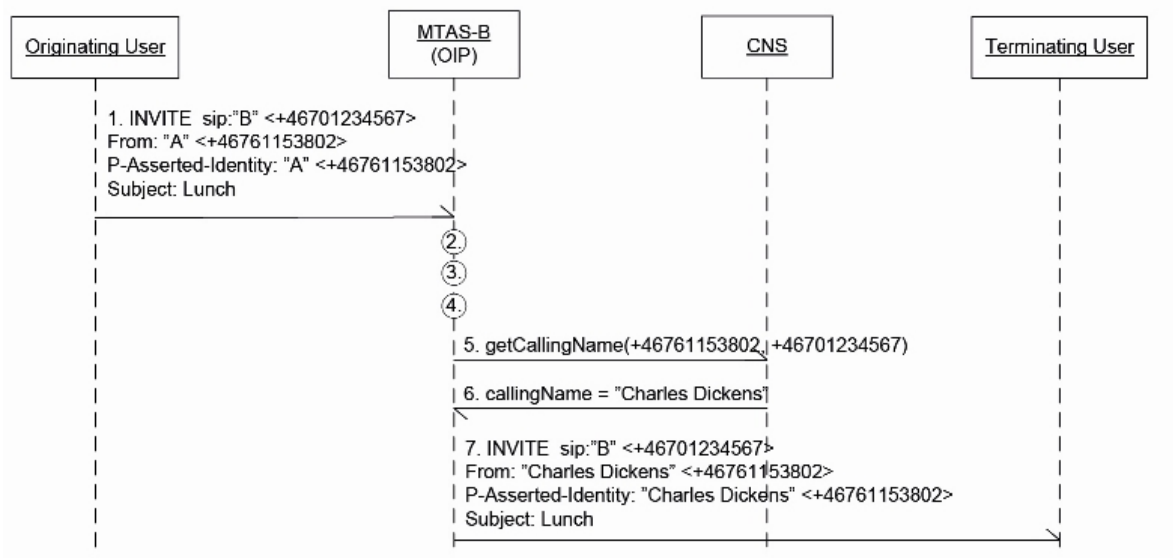 Originating User
MTAS-B
(OIP)
CNS
Terminating User
1. INVITE sip:"B" <+46701234567>
From: "A" <+46761153802>
P-Asserted-Identity: "A" <+46761153802>
Subject: Lunch
2.
3.
4.
5. getCallingName(+46761153802, +46701234567)
6. callingName = "Charles Dickens"
7. INVITE sip:"B" <+46701234567>
From: "Charles Dickens" <+46761153802>
P-Asserted-Identity: "Charles Dickens" <+46761153802>
Subject: Lunch